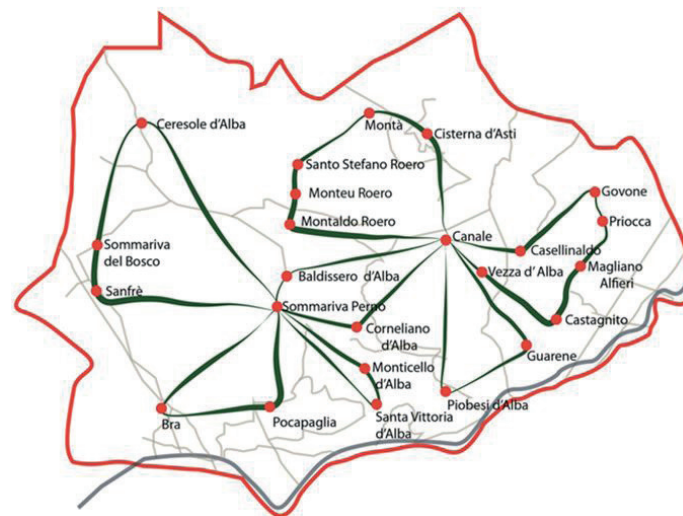 Montà
Ceresole d'Alba
Cisterna d'Asti
Santo Stefano Roero
Monteu Roero
Govone
Montaldo Roero
Priocca
Canale
Sommariva
del Bosco
Casellinaldo
Baldissero d'Alba
Vezza d' Alba
Magliano
Alfieri
Sanfrè
Sommariva Perno
Castagnito
Corneliano
d'Alba
Guarene
Monticello
d'Alba
Bra
Pocapaglia
Santa Vittoria
d'Alba
Piobesi d'Alba